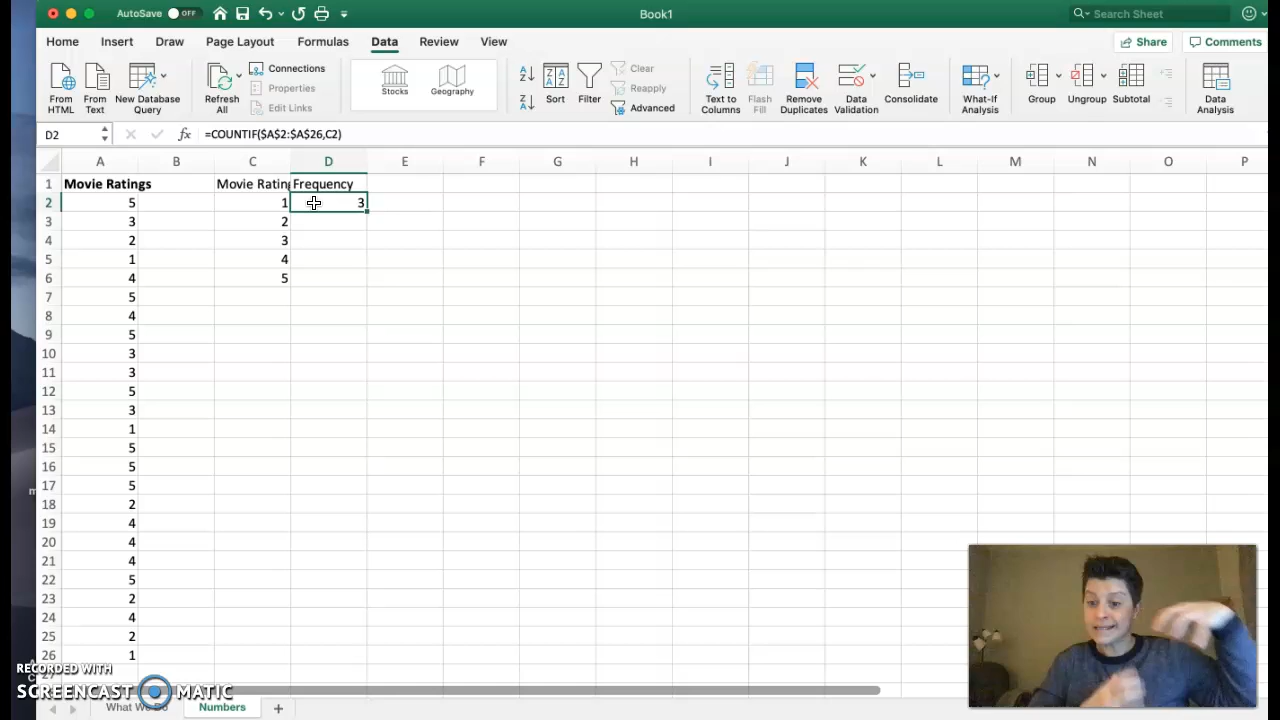 AutoSave OFF
Book1
Search Sheet
Home Insert Draw Page Layout Formulas Data Review View
Share Comments
From HTML
From Text
New Database Query
Refresh All
Connections
Properties
Edit Links
Stocks
Geography
Sort
Filter
Clear
Reapply
Advanced
Text to Columns
Flash Fill
Remove Duplicates
Data Validation
Consolidate
What-If Analysis
Group
Ungroup
Subtotal
Data Analysis
D2 fx =COUNTIF($A$2:$A$26,C2)
A B C D E F G H I J K L M N O P
1 Movie Ratings Movie Ratin Frequency
2 5 1 3
3 3 2
4 2 3
5 1 4
6 4 5
7 5
8 4
9 5
10 3
11 3
12 5
13 3
14 1
15 5
16 5
17 5
18 2
19 4
20 4
21 4
22 5
23 2
24 4
25 2
26 1
RECORDED WITH
SCREENCAST MATIC
What We Numbers +